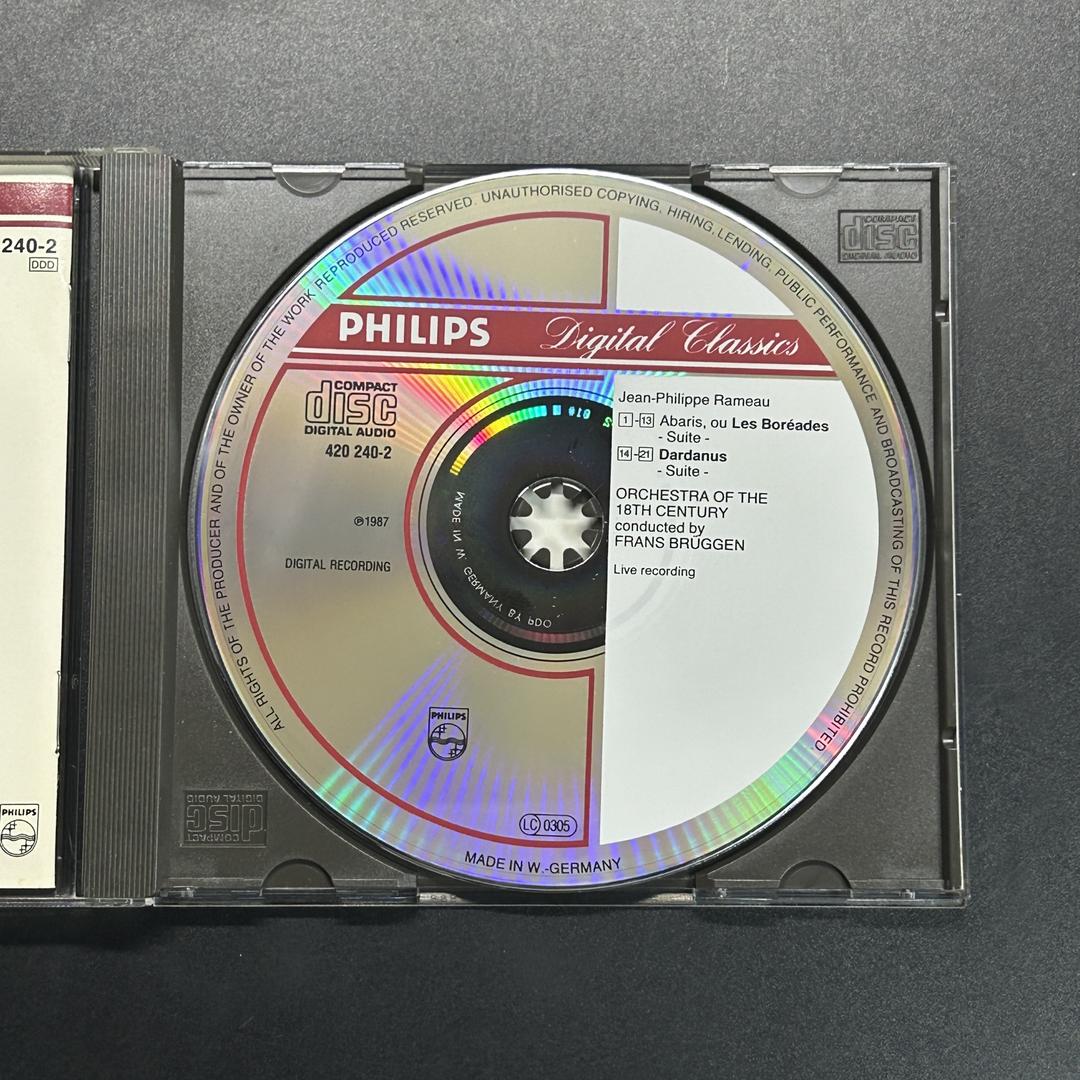 240-2
DDD
PHILIPS
COMPACT
disc
DIGITAL AUDIO
ALL RIGHTS OF THE PRODUCER AND OF THE OWNER OF THE WORK REPRODUCED RESERVED. UNAUTHORISED COPYING, HIRING, LENDING, PUBLIC PERFORMANCE AND BROADCASTING OF THIS RECORD PROHIBITED
PHILIPS Digital Classics
COMPACT
disc
DIGITAL AUDIO
420 240-2
℗1987
DIGITAL RECORDING
MADE IN W. GERMANY BY PDO
Jean-Philippe Rameau
1-13 Abaris, ou Les Boréades
- Suite -
14-21 Dardanus
- Suite -
ORCHESTRA OF THE
18TH CENTURY
conducted by
FRANS BRÜGGEN
Live recording
PHILIPS
LC 0305
MADE IN W.-GERMANY
COMPACT
disc
DIGITAL AUDIO